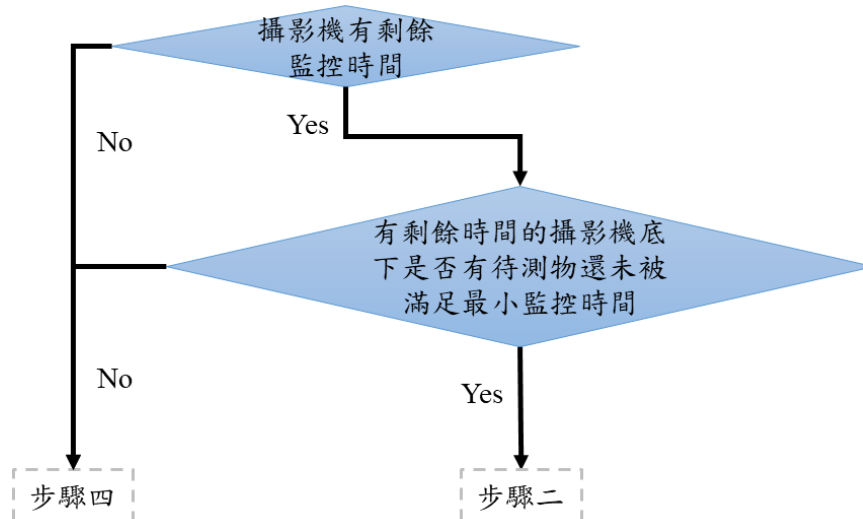 攝影機有剩餘
監控時間
Yes
No
有剩餘時間的攝影機底
下是否有待測物還未被
滿足最小監控時間
No
Yes
步驟四
步驟二